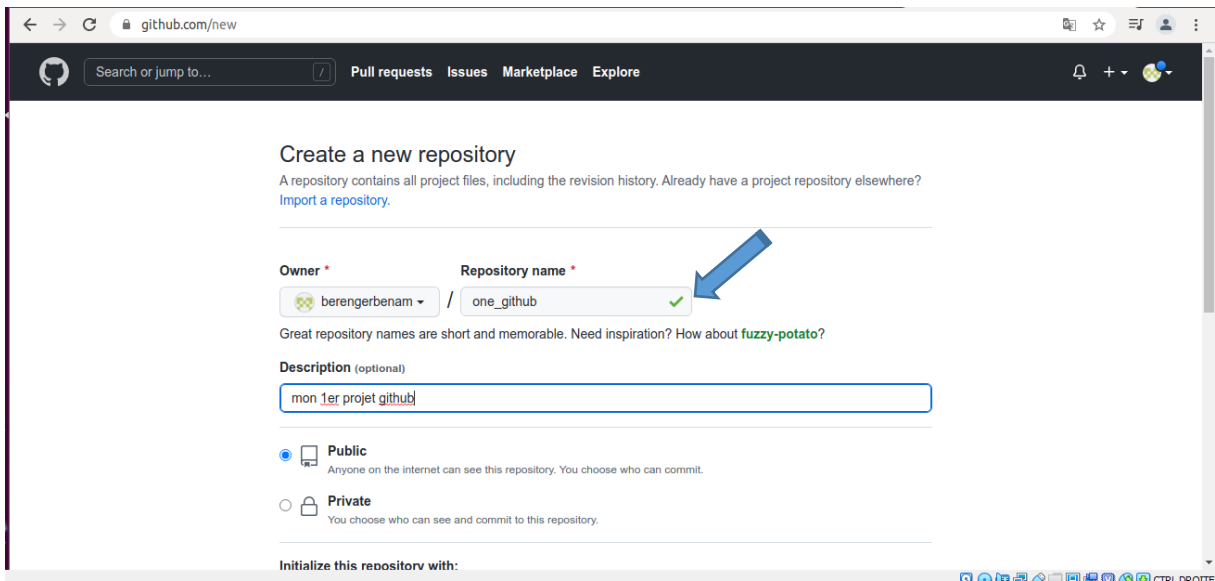 github.com/new
Search or jump to... / Pull requests Issues Marketplace Explore
Create a new repository
A repository contains all project files, including the revision history. Already have a project repository elsewhere?
Import a repository.
Owner * Repository name *
berengerbenam / one_github
Great repository names are short and memorable. Need inspiration? How about fuzzy-potato?
Description (optional)
mon 1er projet github
Public
Anyone on the internet can see this repository. You choose who can commit.
Private
You choose who can see and commit to this repository.
Initialize this repository with:
CTRL DROITE